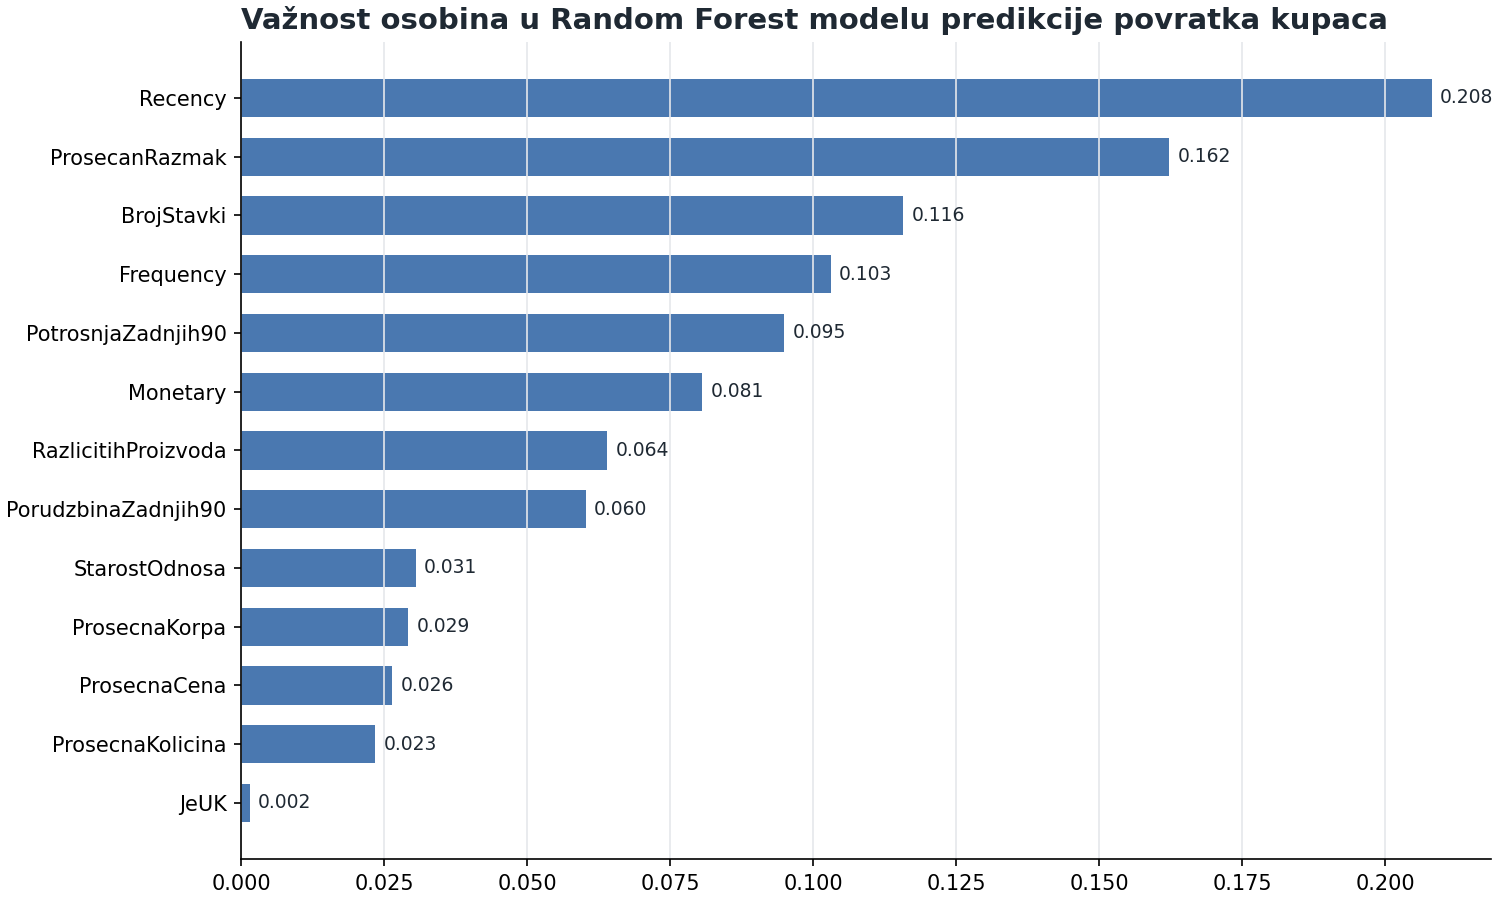 Važnost osobina u Random Forest modelu predikcije povratka kupaca
Recency 0.208
ProsecanRazmak 0.162
BrojStavki 0.116
Frequency 0.103
PotrosnjaZadnjih90 0.095
Monetary 0.081
RazlicitihProizvoda 0.064
PorudzbinaZadnjih90 0.060
StarostOdnosa 0.031
ProsecnaKorpa 0.029
ProsecnaCena 0.026
ProsecnaKolicina 0.023
JeUK 0.002
0.000 0.025 0.050 0.075 0.100 0.125 0.150 0.175 0.200